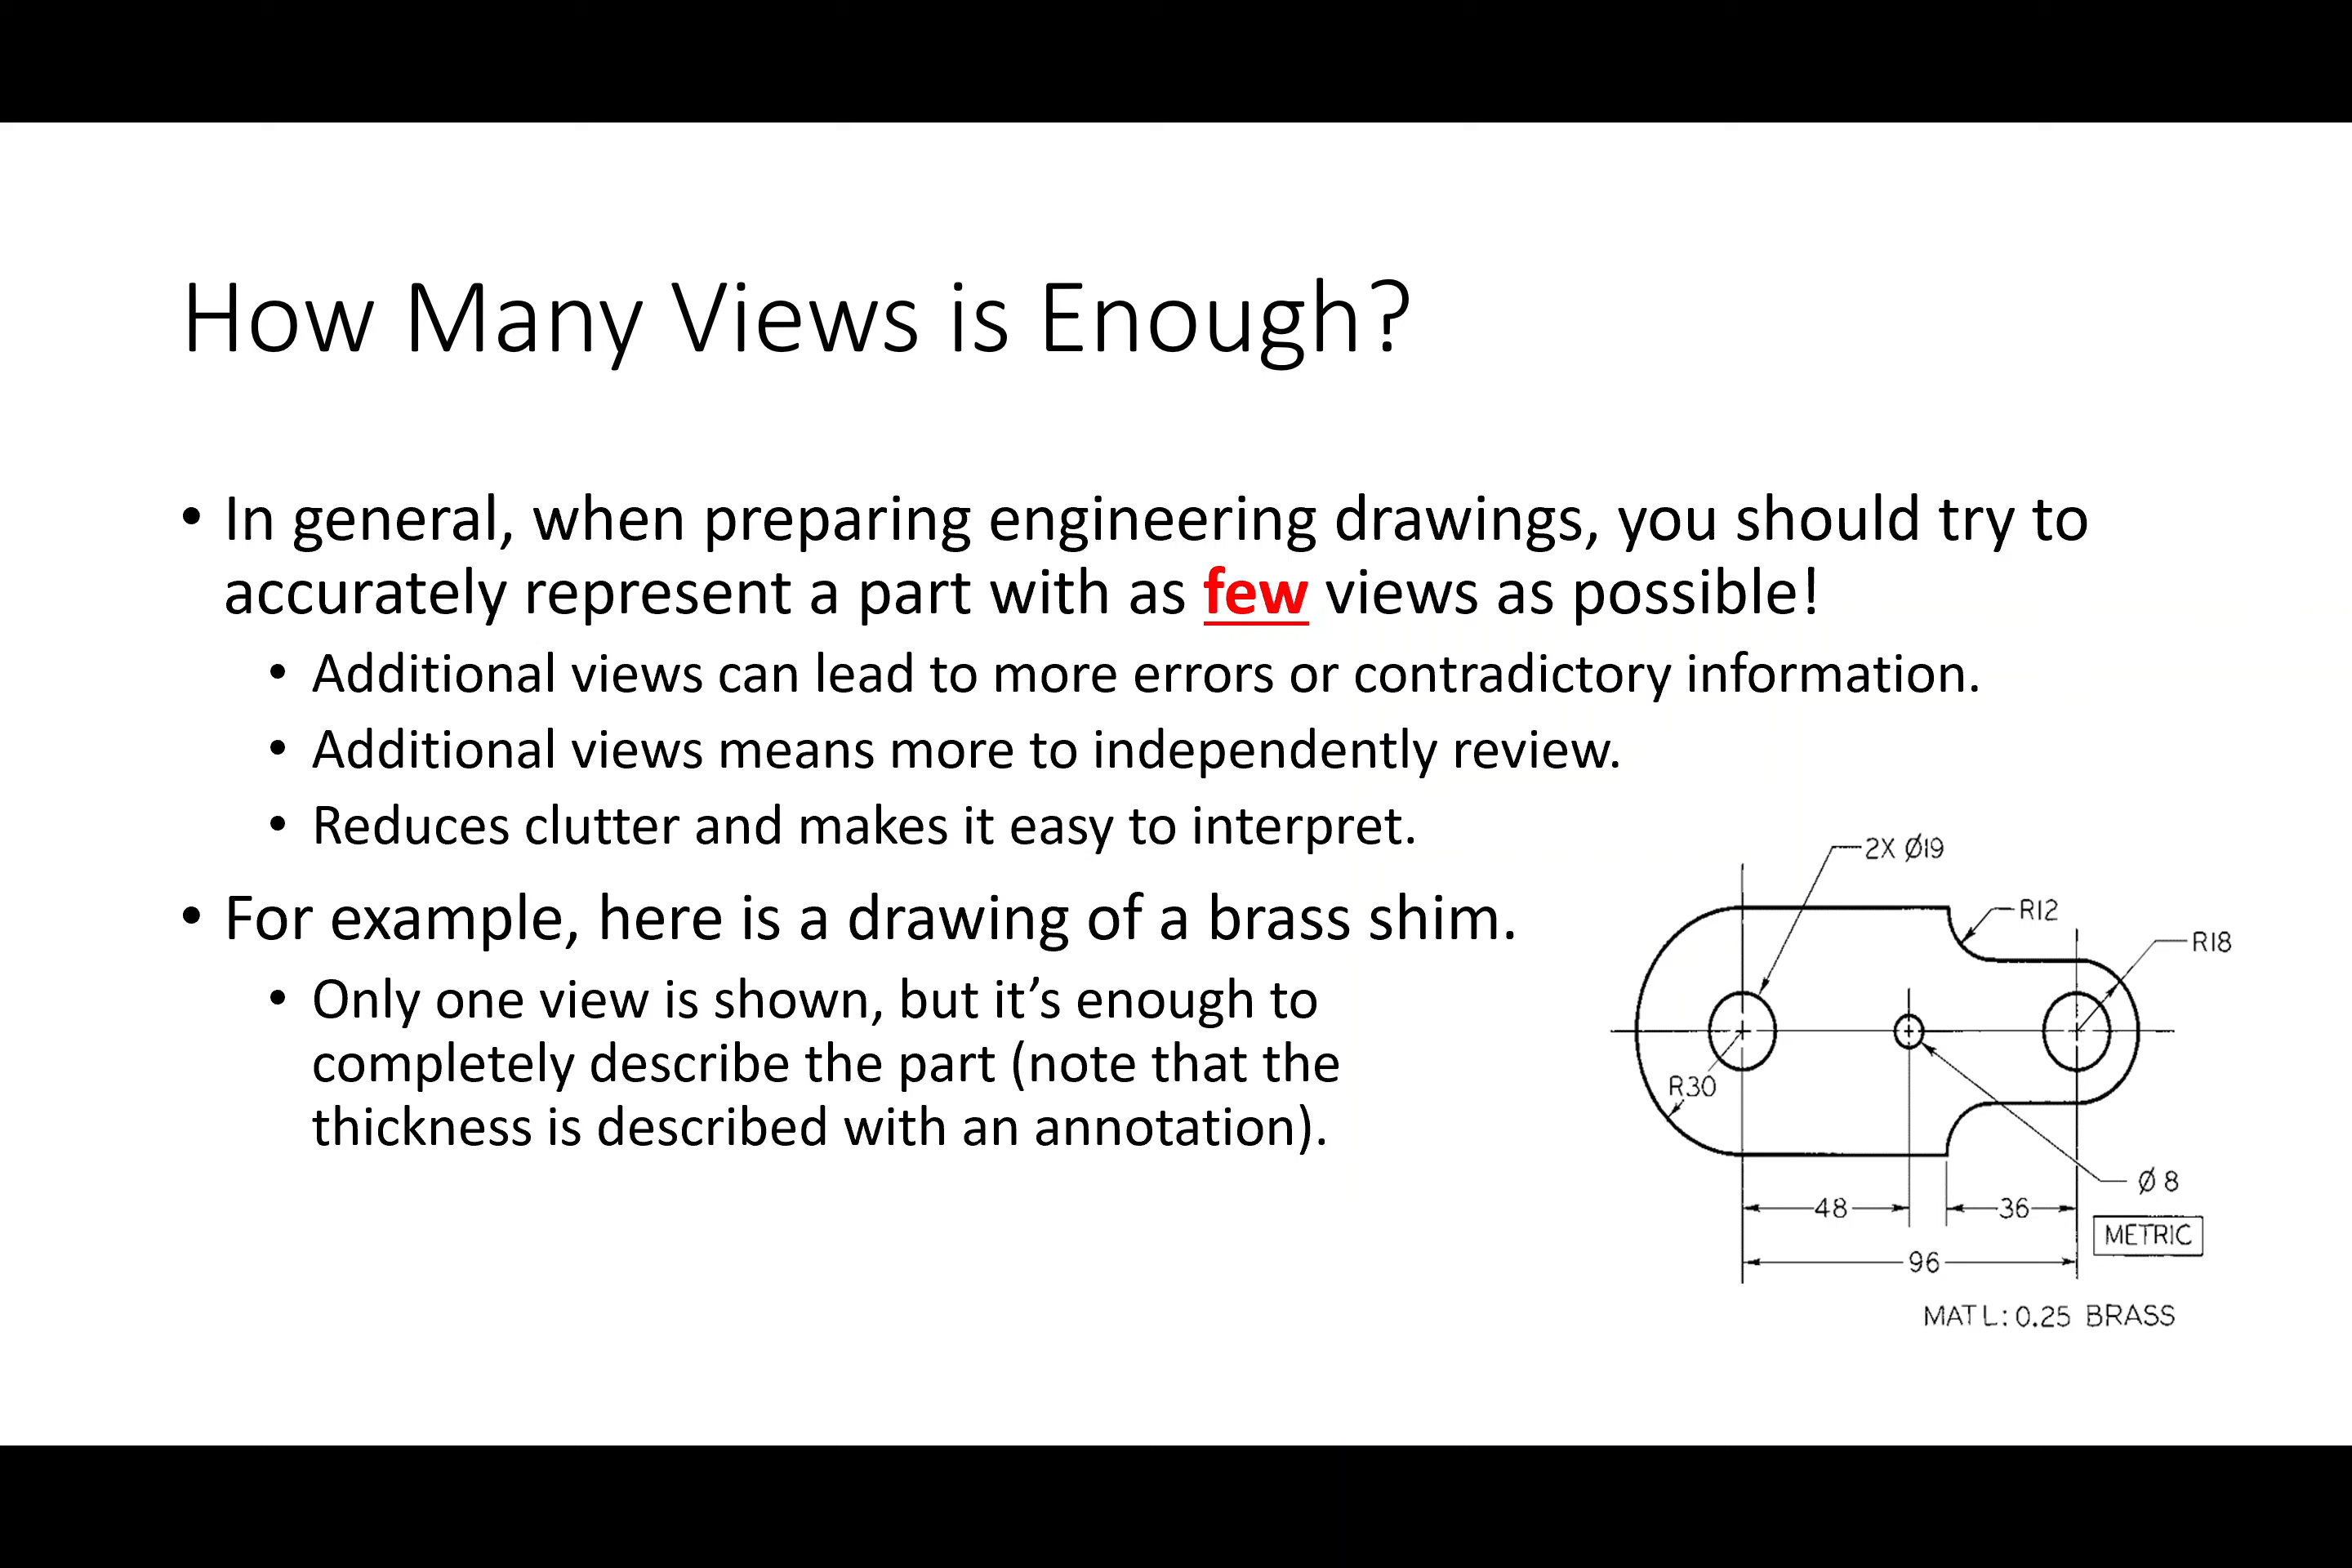 How Many Views is Enough?
• In general, when preparing engineering drawings, you should try to
accurately represent a part with as few views as possible!
• Additional views can lead to more errors or contradictory information.
• Additional views means more to independently review.
• Reduces clutter and makes it easy to interpret.
• For example, here is a drawing of a brass shim.
• Only one view is shown, but it’s enough to
completely describe the part (note that the
thickness is described with an annotation).
2X Ø19
R12
R18
R30
Ø 8
48
36
METRIC
96
MATL: 0.25 BRASS